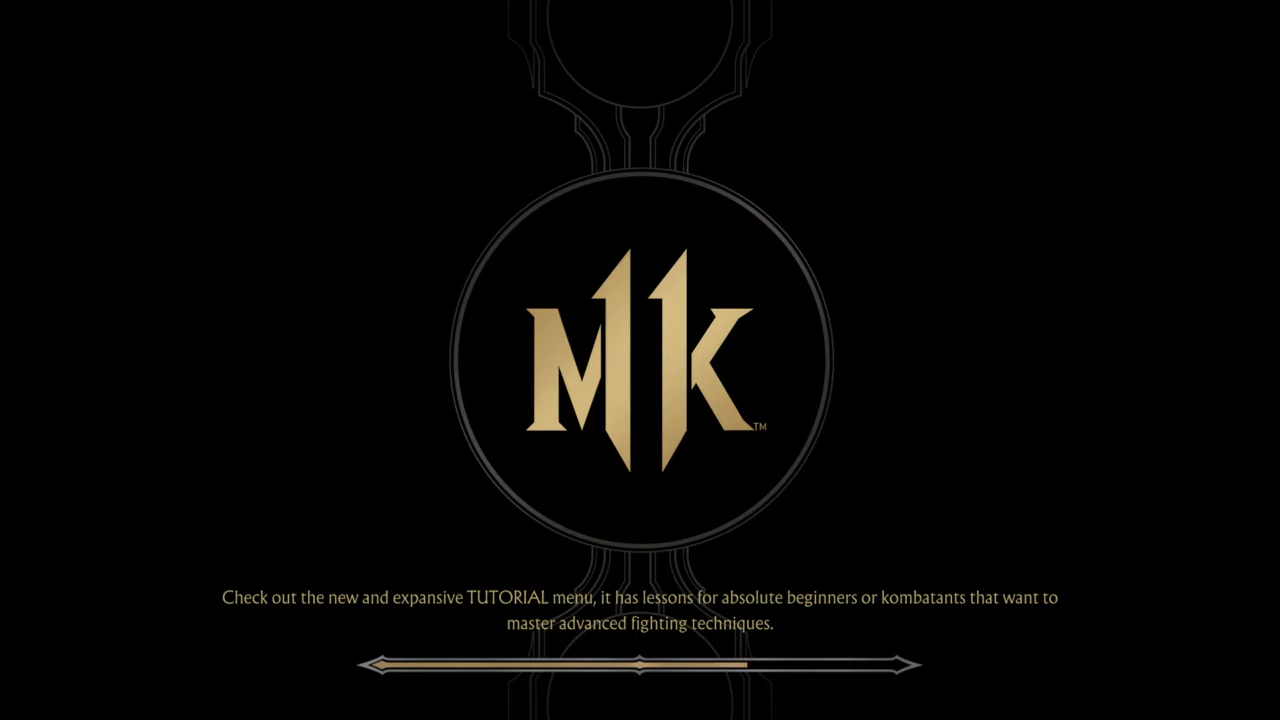 M11K™
Check out the new and expansive TUTORIAL menu, it has lessons for absolute beginners or kombatants that want to
master advanced fighting techniques.